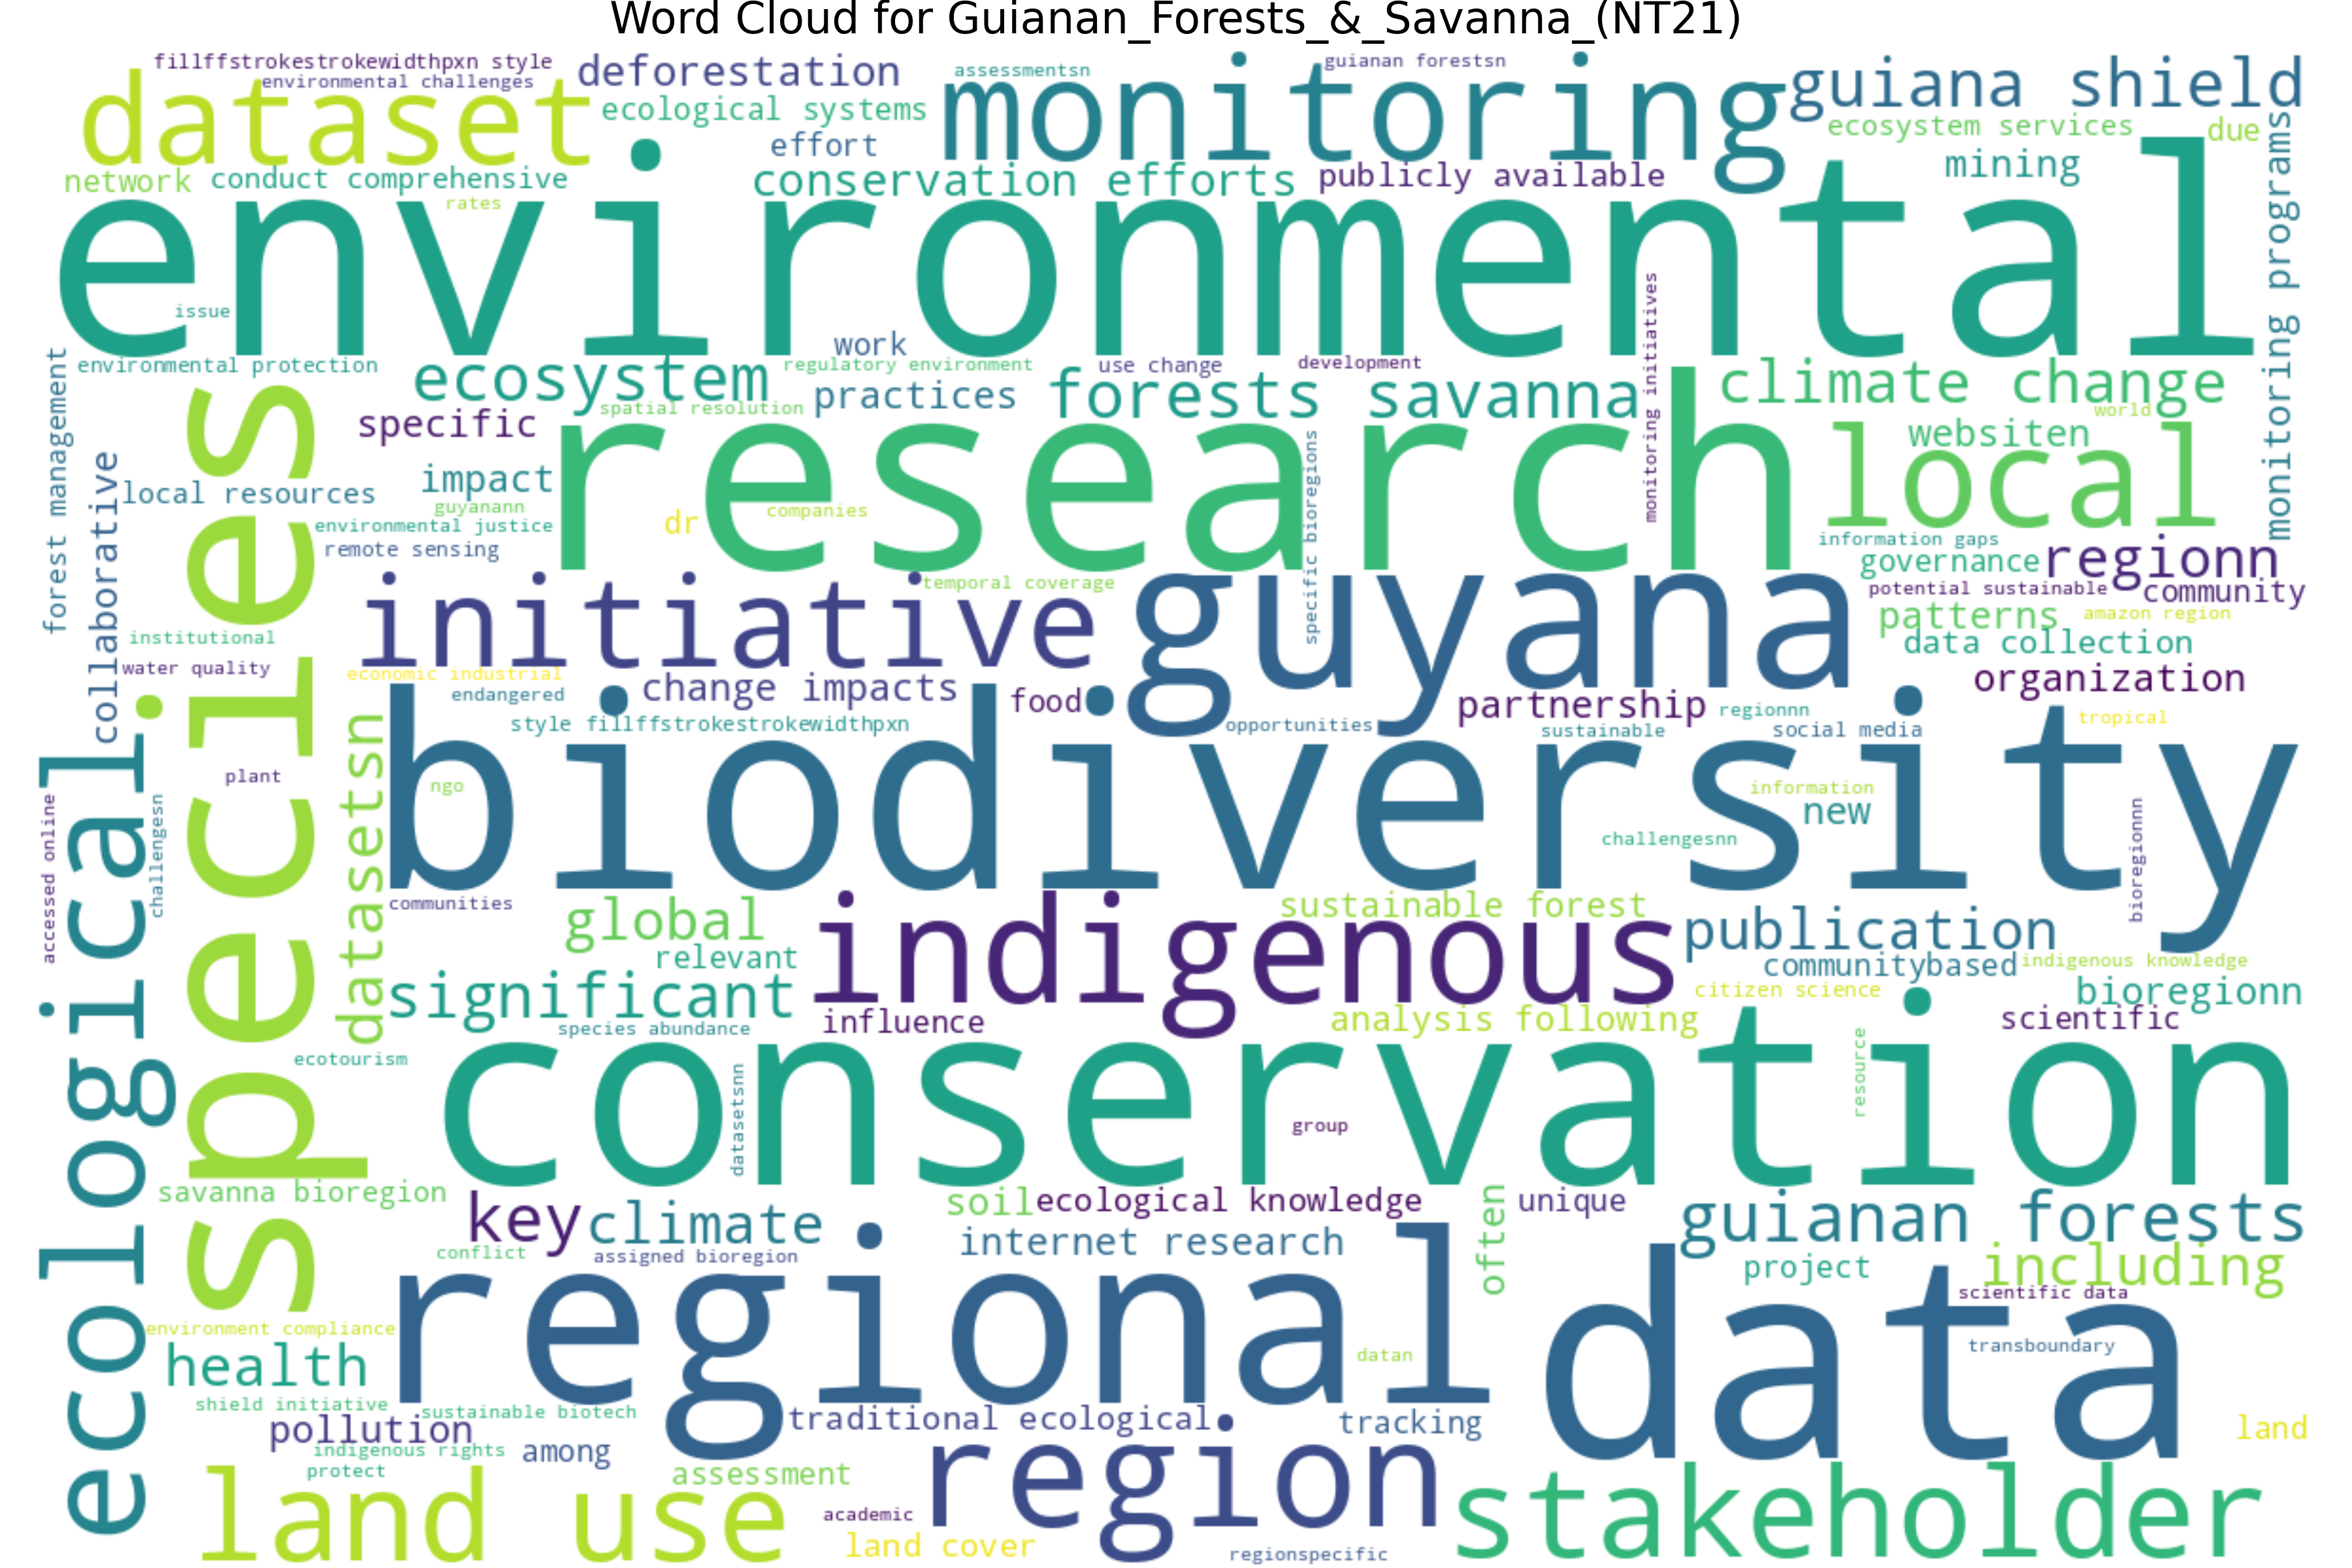 Word Cloud for Guianan_Forests_&_Savanna_(NT21)
fillffstrokestrokewidthpxn style
environmental challenges
dataset
deforestation
ecological systems
effort
assessmentsn
monitoring
guianan forestsn
guiana shield
ecosystem services
due
mining
monitoring programs
network
conduct comprehensive
rates
conservation efforts
publicly available
environmental
issue
environmental protection
work
regulatory environment
use change
development
monitoring initiatives
ecosystem
spatial resolution
practices
forests savanna
climate change
world
forest management
collaborative
species
specific
research
local
websiten
local resources
impact
guyanann
environmental justice
remote sensing
dr
companies
specific bioregions
information gaps
governance
regionn
potential sustainable
community
patterns
amazon region
data collection
initiative
temporal coverage
guyana
institutional
water quality
economic industrial
endangered
change impacts
food
partnership
organization
regionnn
style fillffstrokestrokewidthpxn
opportunities
sustainable
social media
tropical
ecological
plant
datasetsn
biodiversity
ngo
information
new
challengesnn
bioregionnn
accessed online
challengesn
communities
global
relevant
indigenous
sustainable forest
publication
communitybased
indigenous knowledge
significant
citizen science
bioregionn
species abundance
influence
analysis following
scientific
ecotourism
datasetsnn
conservation
group
resource
savanna bioregion
key
climate
soil
ecological knowledge
often
unique
guianan forests
conflict
assigned bioregion
internet research
project
including
scientific data
environment compliance
regional
data
datan
transboundary
health
shield initiative
sustainable biotech
pollution
traditional ecological
tracking
land
indigenous rights
among
protect
assessment
region
stakeholder
land use
academic
land cover
regionspecific